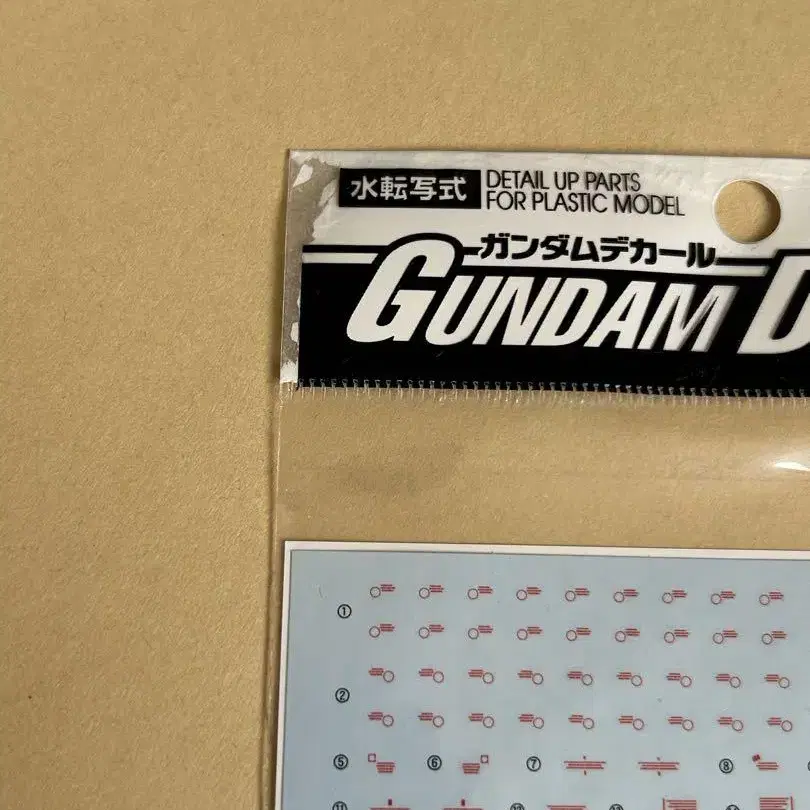 水転写式
DETAIL UP PARTS
FOR PLASTIC MODEL
ガンダムデカール
GUNDAM D
①
②
⑤ ⑥ ⑦ ⑧
⑪